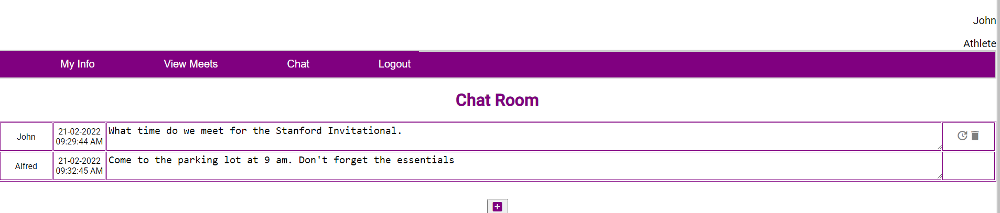 John
Athlete
My Info View Meets Chat Logout
Chat Room
John 21-02-2022 09:29:44 AM What time do we meet for the Stanford Invitational.
Alfred 21-02-2022 09:32:45 AM Come to the parking lot at 9 am. Don't forget the essentials